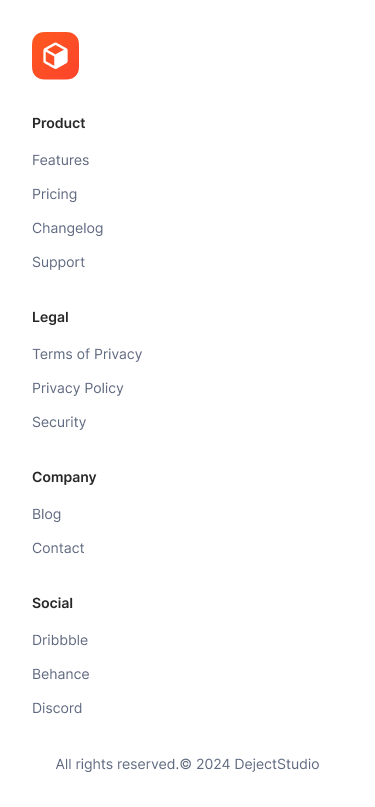 Product
Features
Pricing
Changelog
Support
Legal
Terms of Privacy
Privacy Policy
Security
Company
Blog
Contact
Social
Dribbble
Behance
Discord
All rights reserved.© 2024 DejectStudio